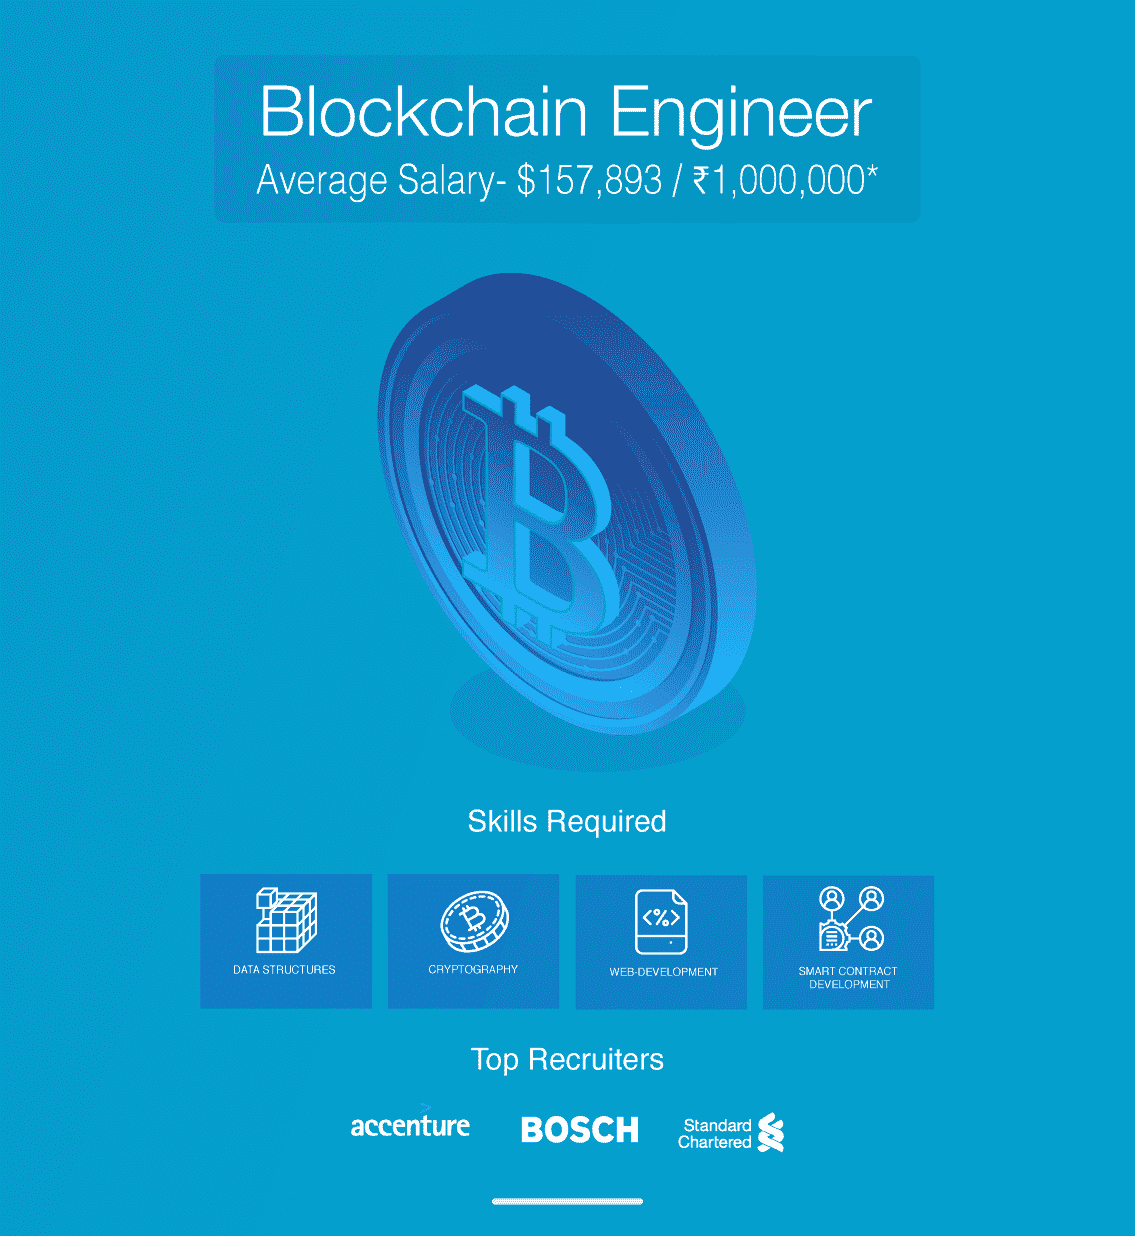 Blockchain Engineer
Average Salary- $157,893 / ₹1,000,000*
Skills Required
DATA STRUCTURES
CRYPTOGRAPHY
WEB-DEVELOPMENT
SMART CONTRACT
DEVELOPMENT
Top Recruiters
accenture
BOSCH
Standard
Chartered